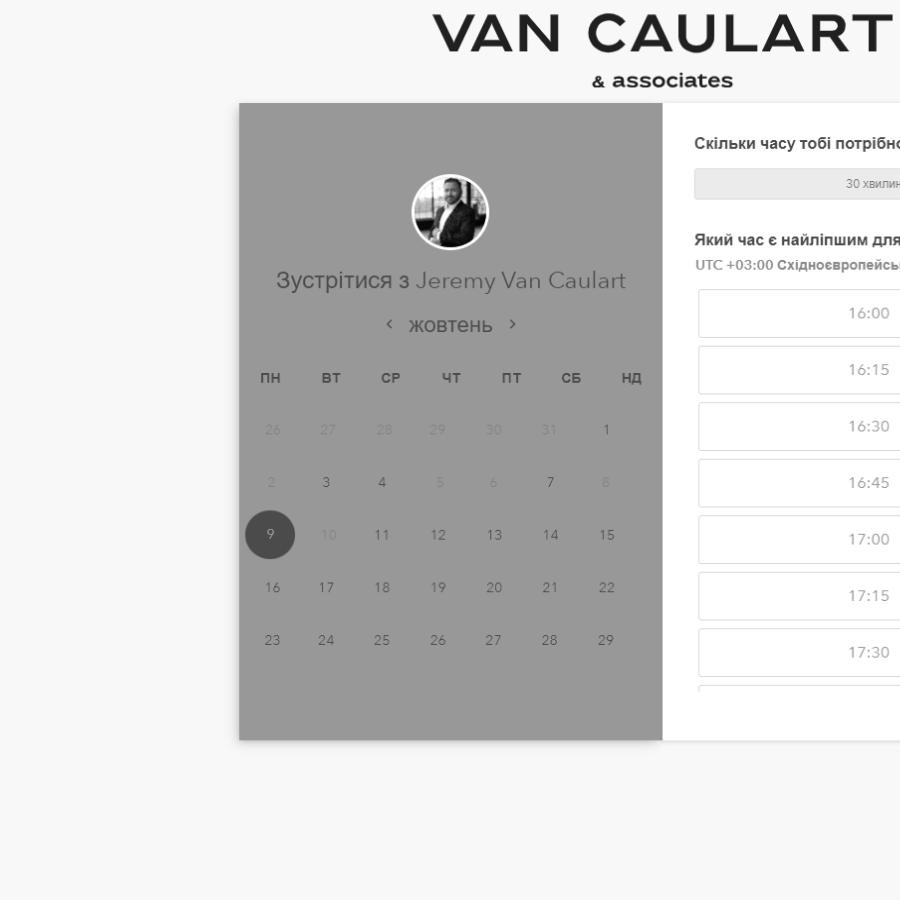 VAN CAULART
& associates
Зустрітися з Jeremy Van Caulart
жовтень
ПН ВТ СР ЧТ ПТ СБ НД
26 27 28 29 30 31 1
2 3 4 5 6 7 8
9 10 11 12 13 14 15
16 17 18 19 20 21 22
23 24 25 26 27 28 29
Скільки часу тобі потрібно
30 хвилин
Який час є найліпшим для
UTC +03:00 Східноєвропейсь
16:00
16:15
16:30
16:45
17:00
17:15
17:30